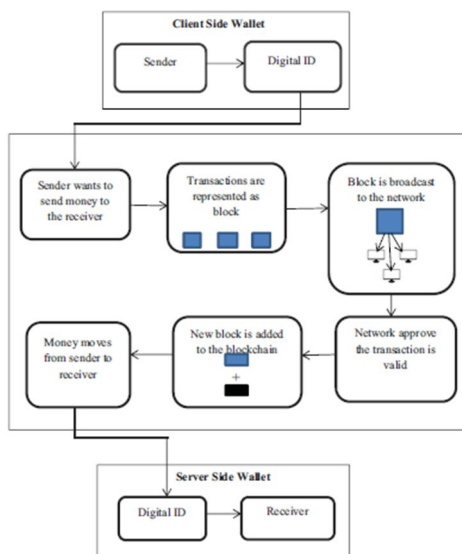 Client Side Wallet
Sender
Digital ID
Sender wants to
send money to
the receiver
Transactions are
represented as
block
Block is broadcast
to the network
Money moves
from sender to
receiver
New block is added
to the blockchain
+
Network approve
the transaction is
valid
Server Side Wallet
Digital ID
Receiver